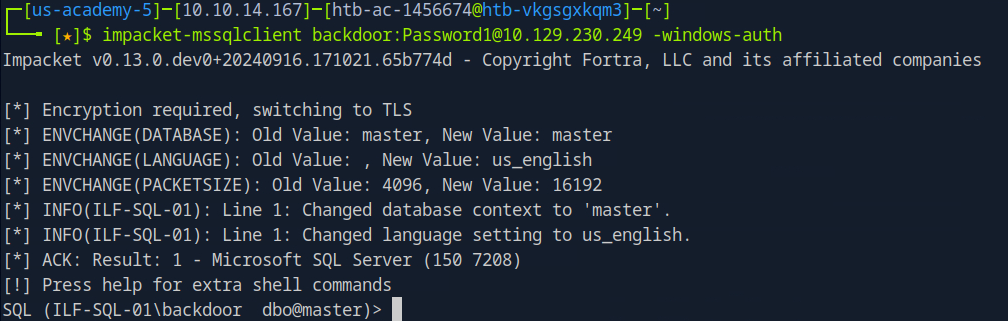 ┌─[us-academy-5]─[10.10.14.167]─[htb-ac-1456674@htb-vkgsgxkqm3]─[~]
└──╼ [★]$ impacket-mssqlclient backdoor:Password1@10.129.230.249 -windows-auth
Impacket v0.13.0.dev0+20240916.171021.65b774d - Copyright Fortra, LLC and its affiliated companies

[*] Encryption required, switching to TLS
[*] ENVCHANGE(DATABASE): Old Value: master, New Value: master
[*] ENVCHANGE(LANGUAGE): Old Value: , New Value: us_english
[*] ENVCHANGE(PACKETSIZE): Old Value: 4096, New Value: 16192
[*] INFO(ILF-SQL-01): Line 1: Changed database context to 'master'.
[*] INFO(ILF-SQL-01): Line 1: Changed language setting to us_english.
[*] ACK: Result: 1 - Microsoft SQL Server (150 7208)
[!] Press help for extra shell commands
SQL (ILF-SQL-01\backdoor  dbo@master)>